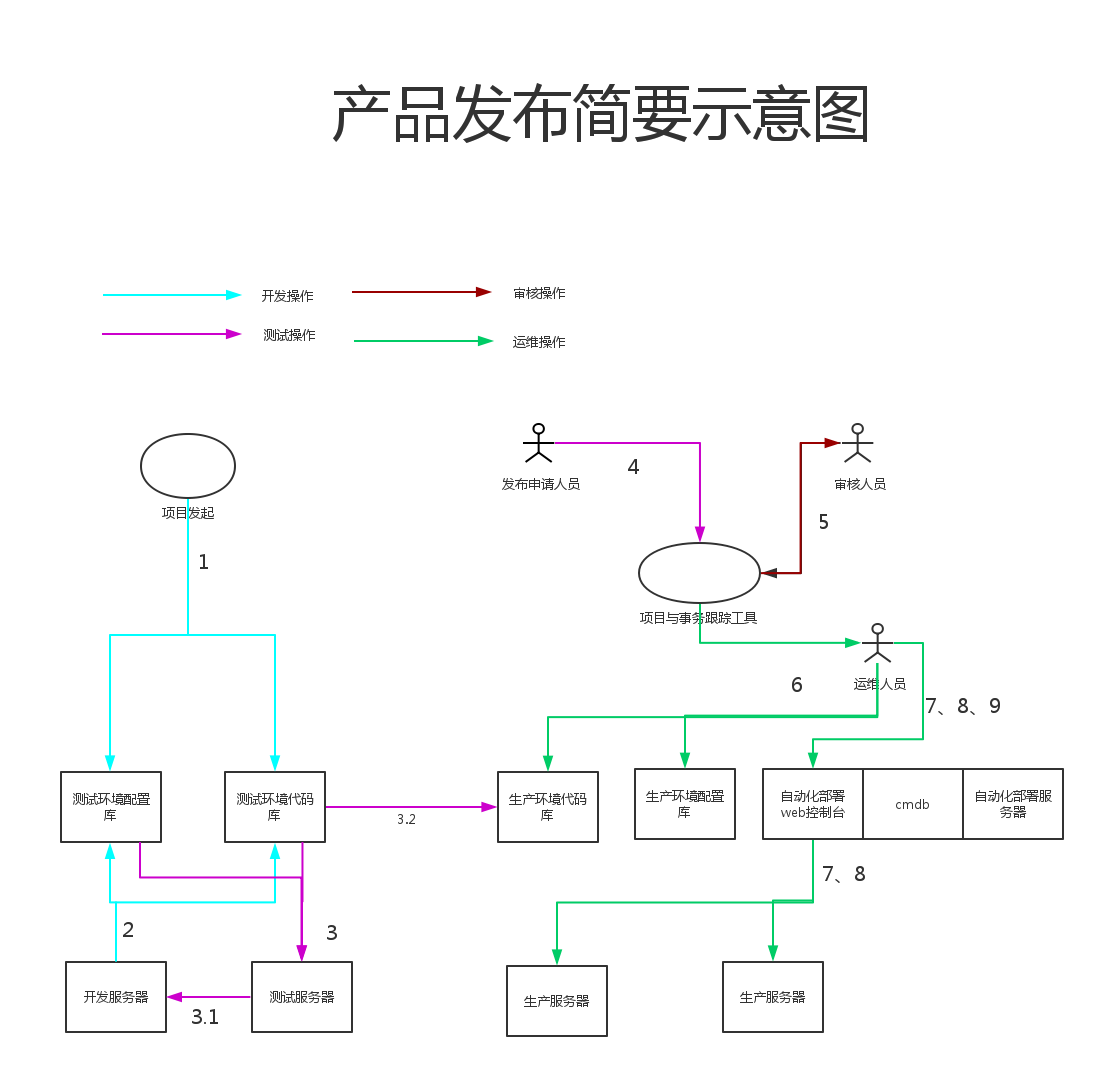 产品发布简要示意图
开发操作
审核操作
测试操作
运维操作
项目发起
1
发布申请人员
4
审核人员
5
项目与事务跟踪工具
运维人员
6
7、8、9
测试环境配置
库
测试环境代码
库
3.2
生产环境代码
库
生产环境配置
库
自动化部署
web控制台
cmdb
自动化部署服
务器
7、8
2
3
开发服务器
3.1
测试服务器
生产服务器
生产服务器